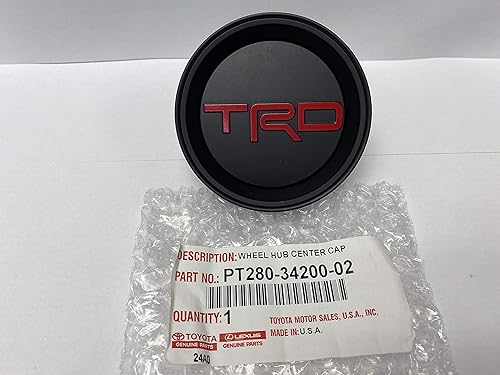 TRD
DESCRIPTION: WHEEL HUB CENTER CAP
PART NO.: PT280-34200-02
QUANTITY: 1
TOYOTA MOTOR SALES, U.S.A., INC.
MADE IN: U.S.A.
TOYOTA LEXUS
GENUINE PARTS GENUINE PARTS
24AD